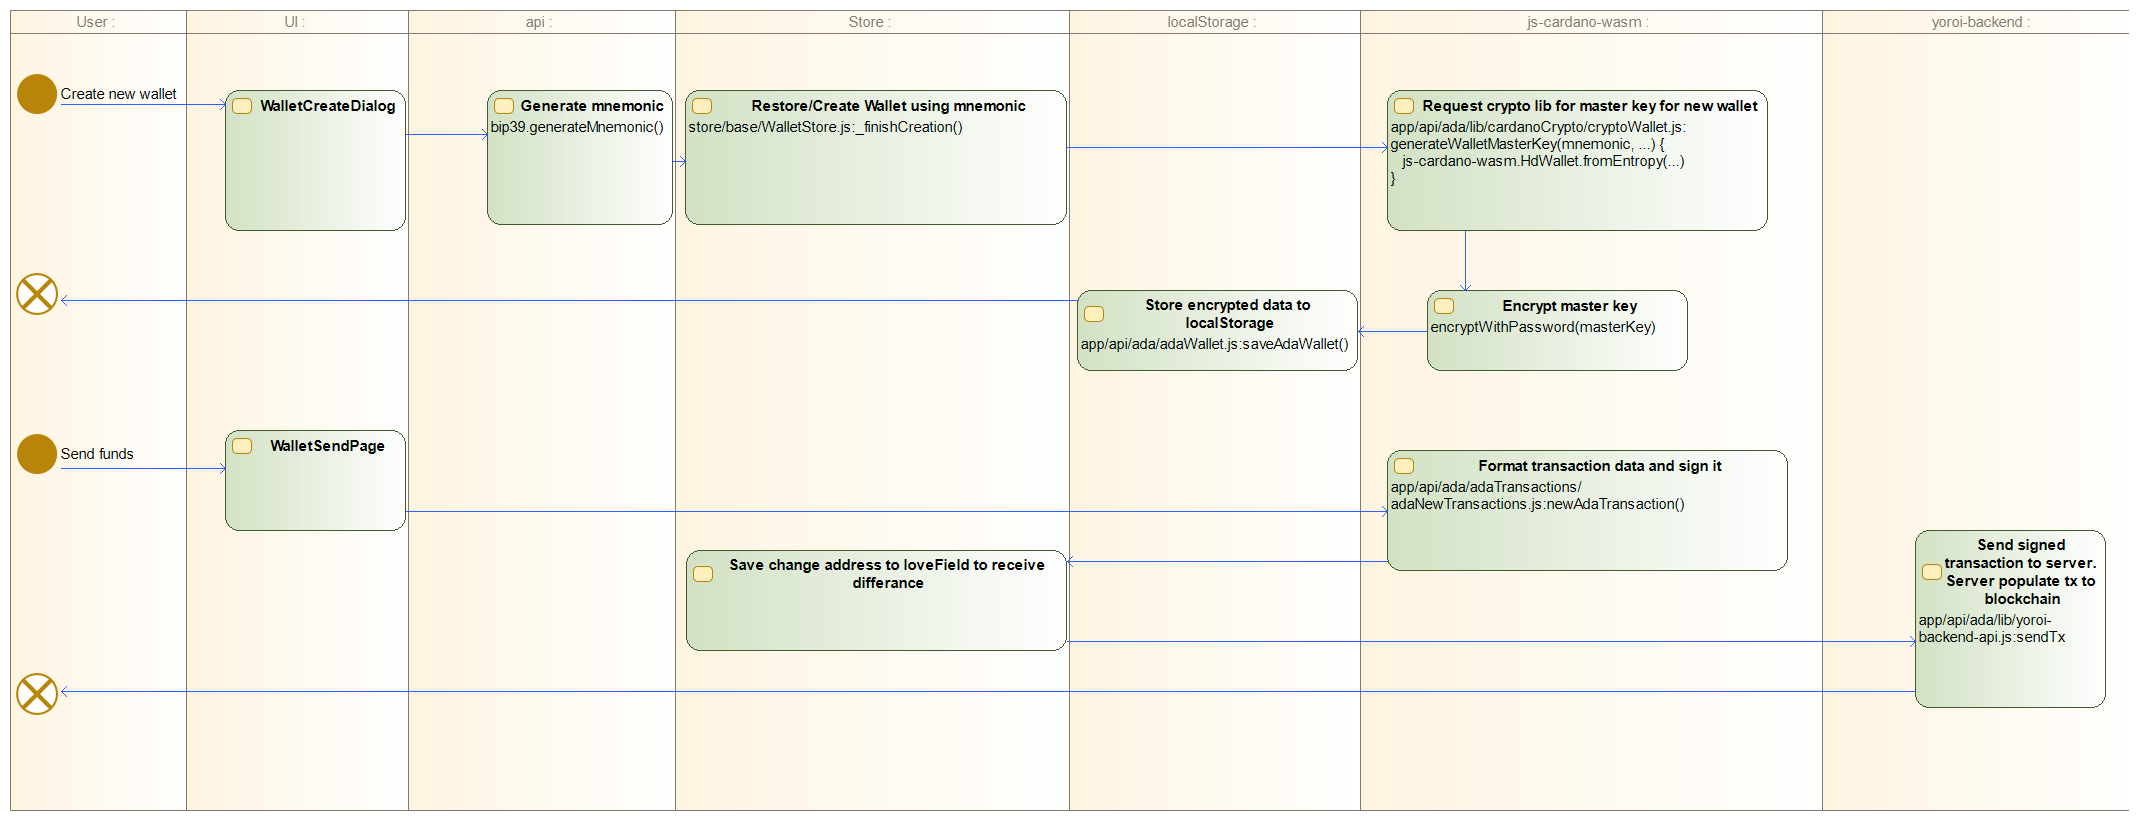 User :
UI :
api :
Store :
localStorage :
js-cardano-wasm :
yoroi-backend :
Create new wallet
WalletCreateDialog
Generate mnemonic
bip39.generateMnemonic()
Restore/Create Wallet using mnemonic
store/base/WalletStore.js:_finishCreation()
Request crypto lib for master key for new wallet
app/api/ada/lib/cardanoCrypto/cryptoWallet.js:
generateWalletMasterKey(mnemonic, ...) {
js-cardano-wasm.HdWallet.fromEntropy(...)
}
Store encrypted data to
localStorage
app/api/ada/adaWallet.js:saveAdaWallet()
Encrypt master key
encryptWithPassword(masterKey)
Send funds
WalletSendPage
Format transaction data and sign it
app/api/ada/adaTransactions/
adaNewTransactions.js:newAdaTransaction()
Save change address to loveField to receive
differance
Send signed
transaction to server.
Server populate tx to
blockchain
app/api/ada/lib/yoroi-
backend-api.js:sendTx